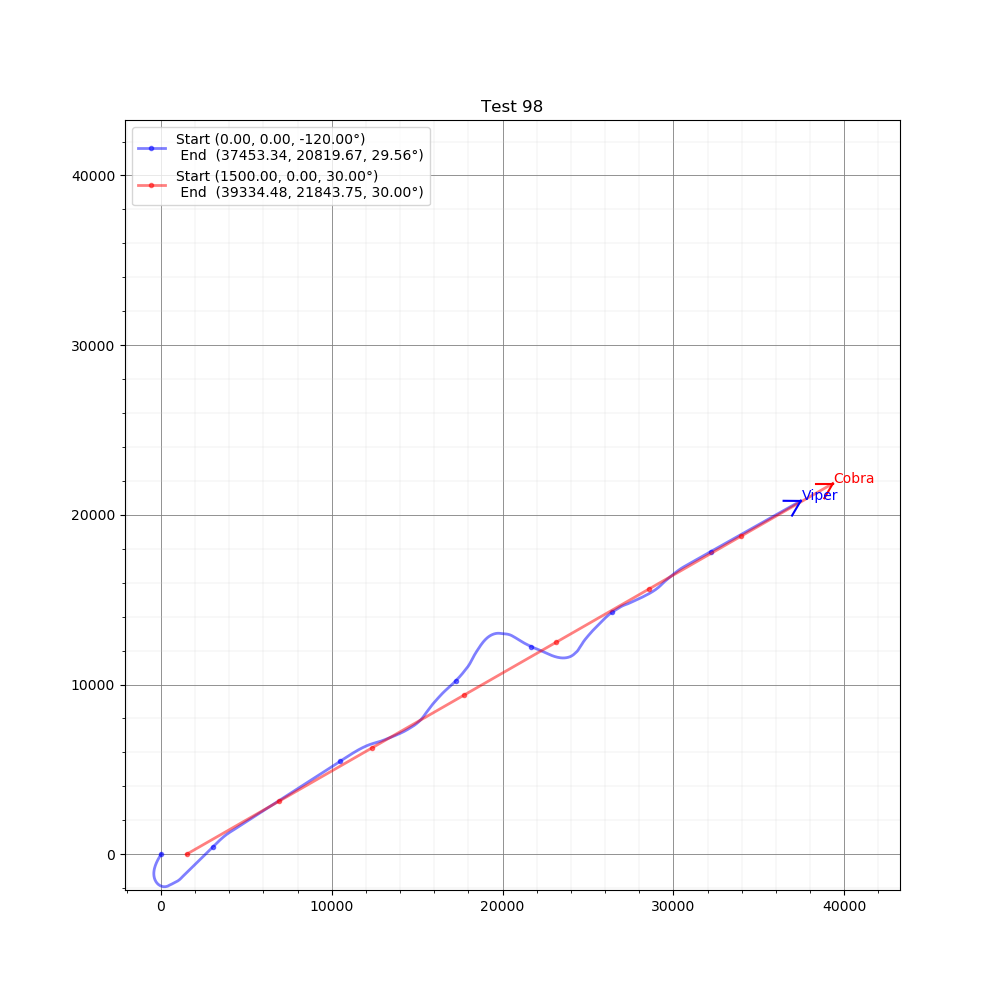 Test 98
Start (0.00, 0.00, -120.00°)
End (37453.34, 20819.67, 29.56°)
Start (1500.00, 0.00, 30.00°)
End (39334.48, 21843.75, 30.00°)
40000
30000
20000
10000
0
Cobra
Viper
0
10000
20000
30000
40000